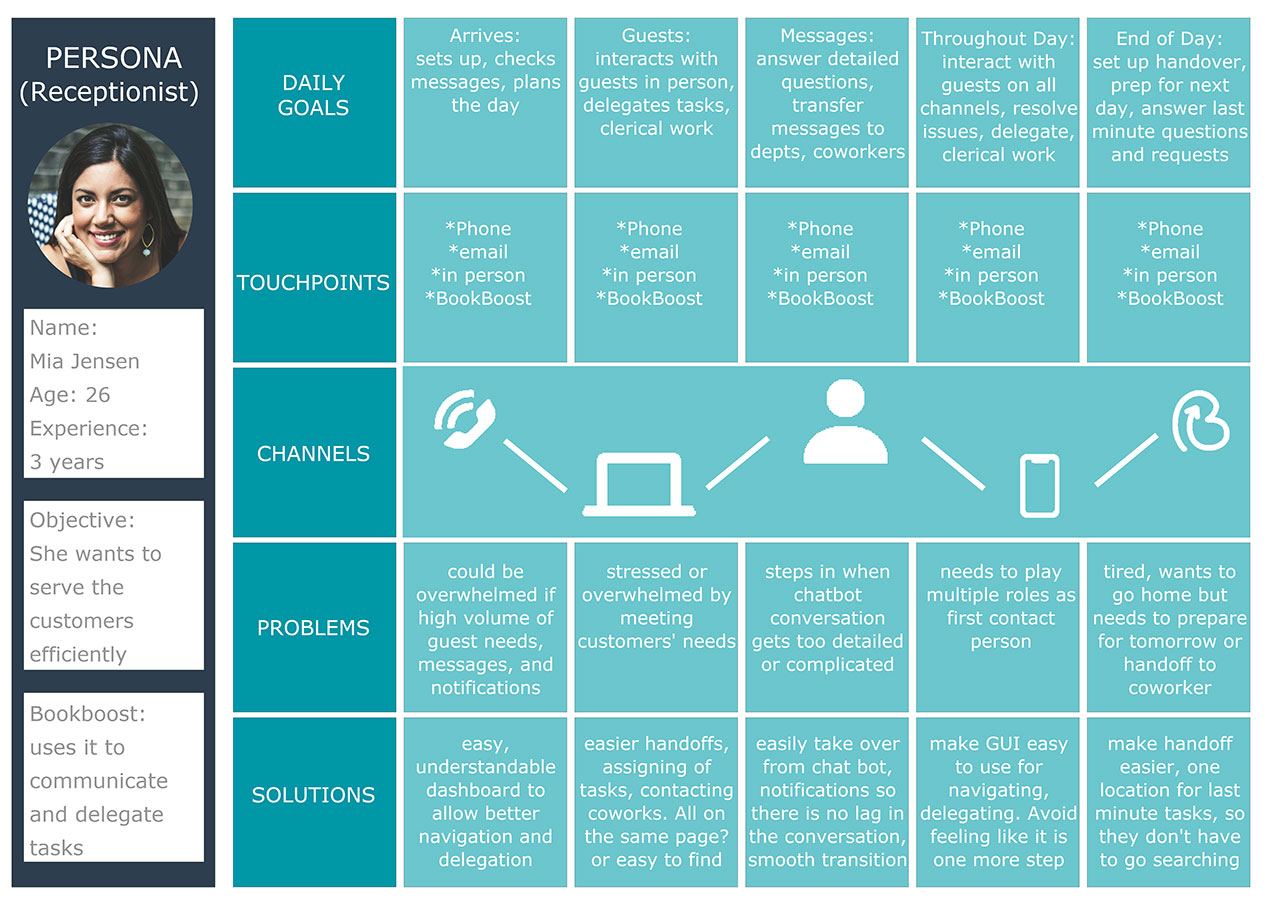 PERSONA
(Receptionist)
Name:
Mia Jensen
Age: 26
Experience:
3 years
Objective:
She wants to
serve the
customers
efficiently
Bookboost:
uses it to
communicate
and delegate
tasks
DAILY
GOALS
Arrives:
sets up, checks
messages, plans
the day
Guests:
interacts with
guests in person,
delegates tasks,
clerical work
Messages:
answer detailed
questions,
transfer
messages to
depts, coworkers
Throughout Day:
interact with
guests on all
channels, resolve
issues, delegate,
clerical work
End of Day:
set up handover,
prep for next
day, answer last
minute questions
and requests
TOUCHPOINTS
*Phone
*email
*in person
*BookBoost
*Phone
*email
*in person
*BookBoost
*Phone
*email
*in person
*BookBoost
*Phone
*email
*in person
*BookBoost
*Phone
*email
*in person
*BookBoost
CHANNELS
PROBLEMS
could be
overwhelmed if
high volume of
guest needs,
messages, and
notifications
stressed or
overwhelmed by
meeting
customers' needs
steps in when
chatbot
conversation
gets too detailed
or complicated
needs to play
multiple roles as
first contact
person
tired, wants to
go home but
needs to prepare
for tomorrow or
handoff to
coworker
SOLUTIONS
easy,
understandable
dashboard to
allow better
navigation and
delegation
easier handoffs,
assigning of
tasks, contacting
coworks. All on
the same page?
or easy to find
easily take over
from chat bot,
notifications so
there is no lag in
the conversation,
smooth transition
make GUI easy
to use for
navigating,
delegating. Avoid
feeling like it is
one more step
make handoff
easier, one
location for last
minute tasks, so
they don't have
to go searching